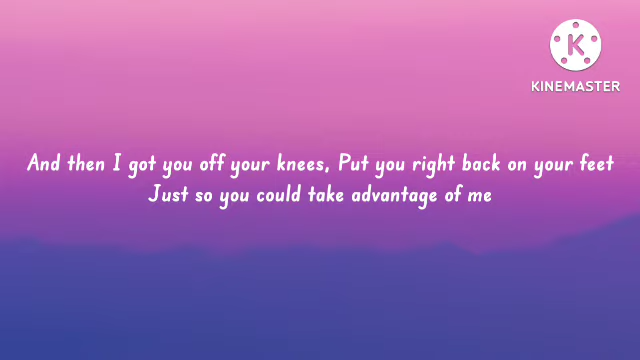 K
KINEMASTER
And then I got you off your knees, Put you right back on your feet
Just so you could take advantage of me